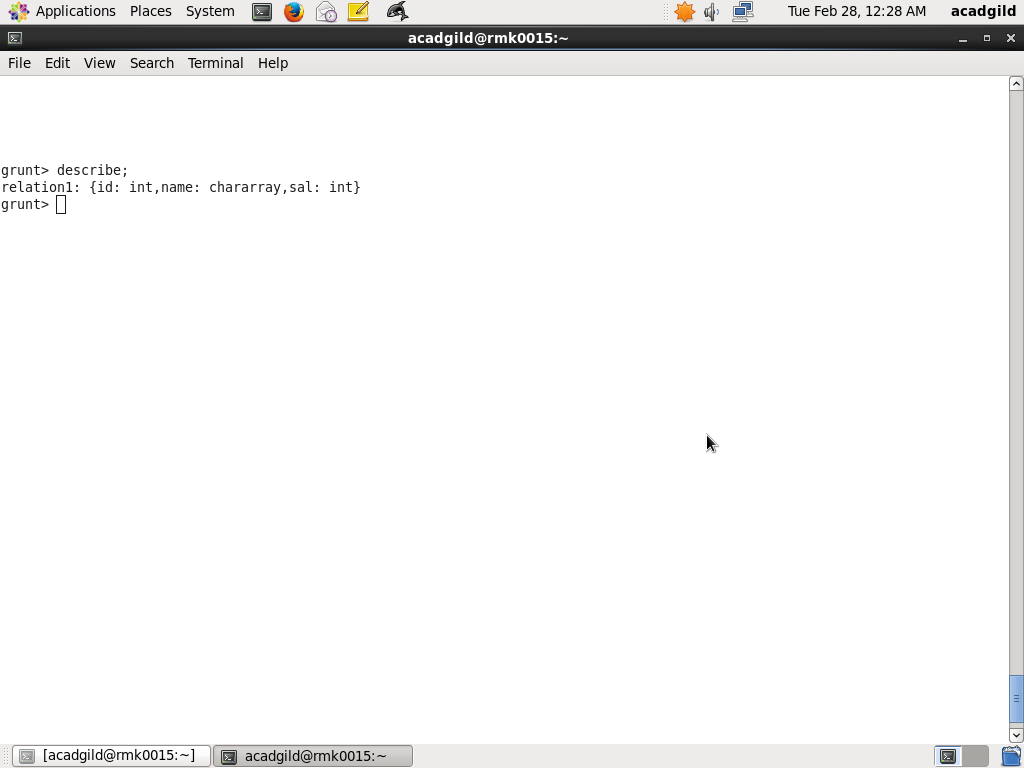 Applications Places System Tue Feb 28, 12:28 AM acadgild
acadgild@rmk0015:~
File Edit View Search Terminal Help
grunt> describe;
relation1: {id: int,name: chararray,sal: int}
grunt>
[acadgild@rmk0015:~] acadgild@rmk0015:~